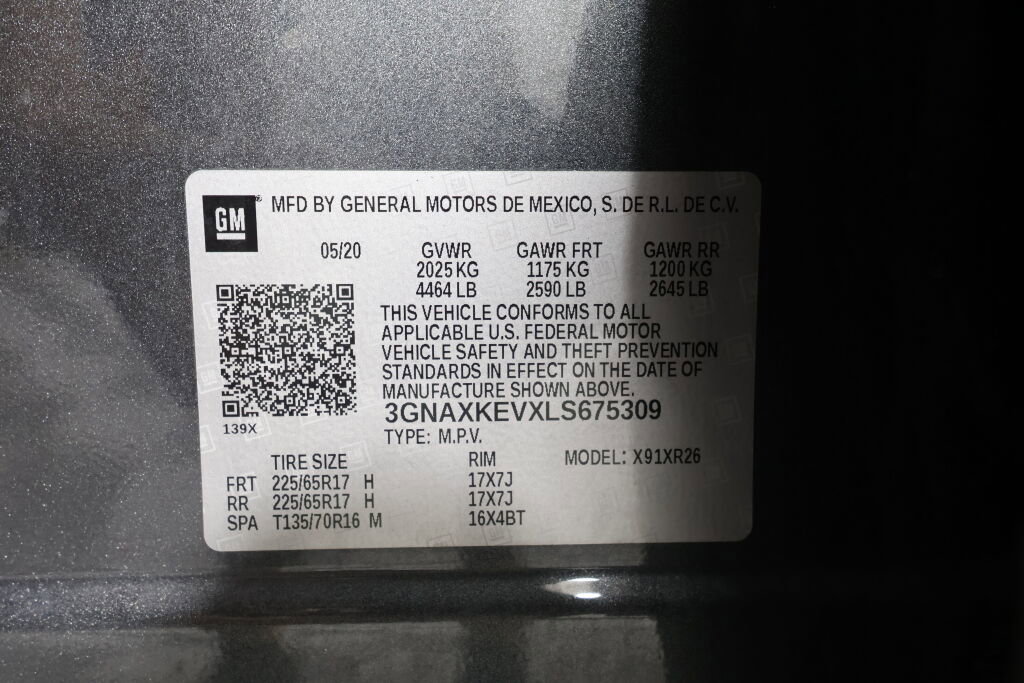 GM® MFD BY GENERAL MOTORS DE MEXICO, S. DE R.L. DE C.V.
05/20 GVWR GAWR FRT GAWR RR
2025 KG 1175 KG 1200 KG
4464 LB 2590 LB 2645 LB
THIS VEHICLE CONFORMS TO ALL
APPLICABLE U.S. FEDERAL MOTOR
VEHICLE SAFETY AND THEFT PREVENTION
STANDARDS IN EFFECT ON THE DATE OF
MANUFACTURE SHOWN ABOVE.
3GNAXKEVXLS675309
139X
TYPE: M.P.V.
TIRE SIZE RIM MODEL: X91XR26
FRT 225/65R17 H 17X7J
RR 225/65R17 H 17X7J
SPA T135/70R16 M 16X4BT